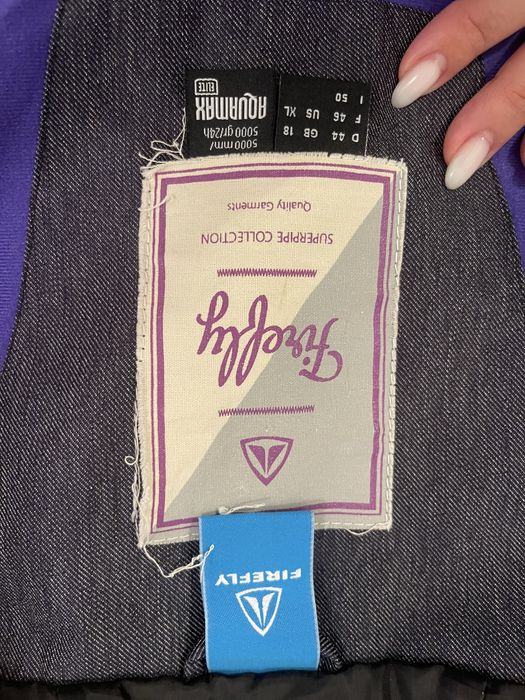 FIREFLY
Firefly
SUPERPIPE COLLECTION
Quality Garments
D 44 GB 18
F 46 US XL
I 50
5000 mm/
5000 gr/24h
AQUAMAX
ELITE